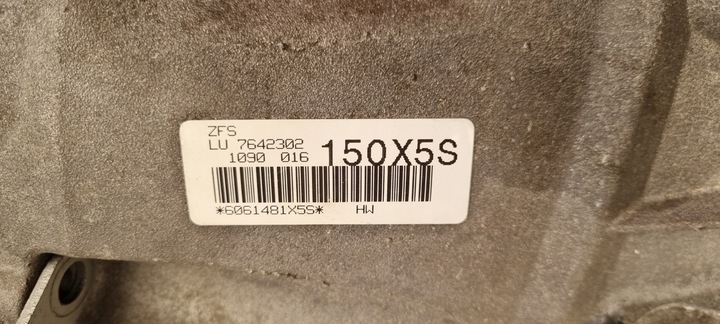 ZFS
LU 7642302
1090 016 150X5S
*6061481X5S* HW